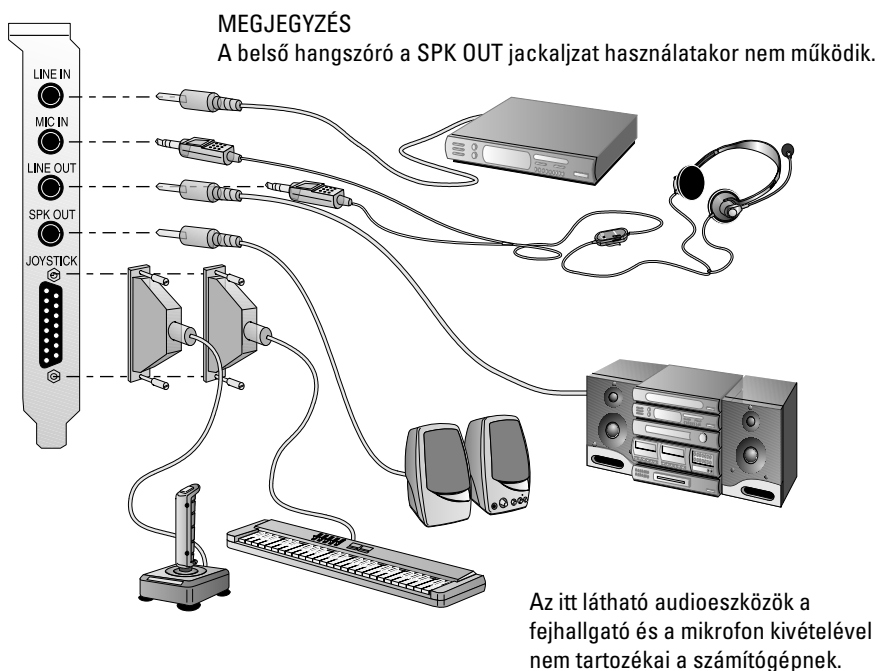 MEGJEGYZÉS
A belső hangszóró a SPK OUT jackaljzat használatakor nem működik.
LINE IN
MIC IN
LINE OUT
SPK OUT
JOYSTICK
Az itt látható audioeszközök a
fejhallgató és a mikrofon kivételével
nem tartozékai a számítógépnek.